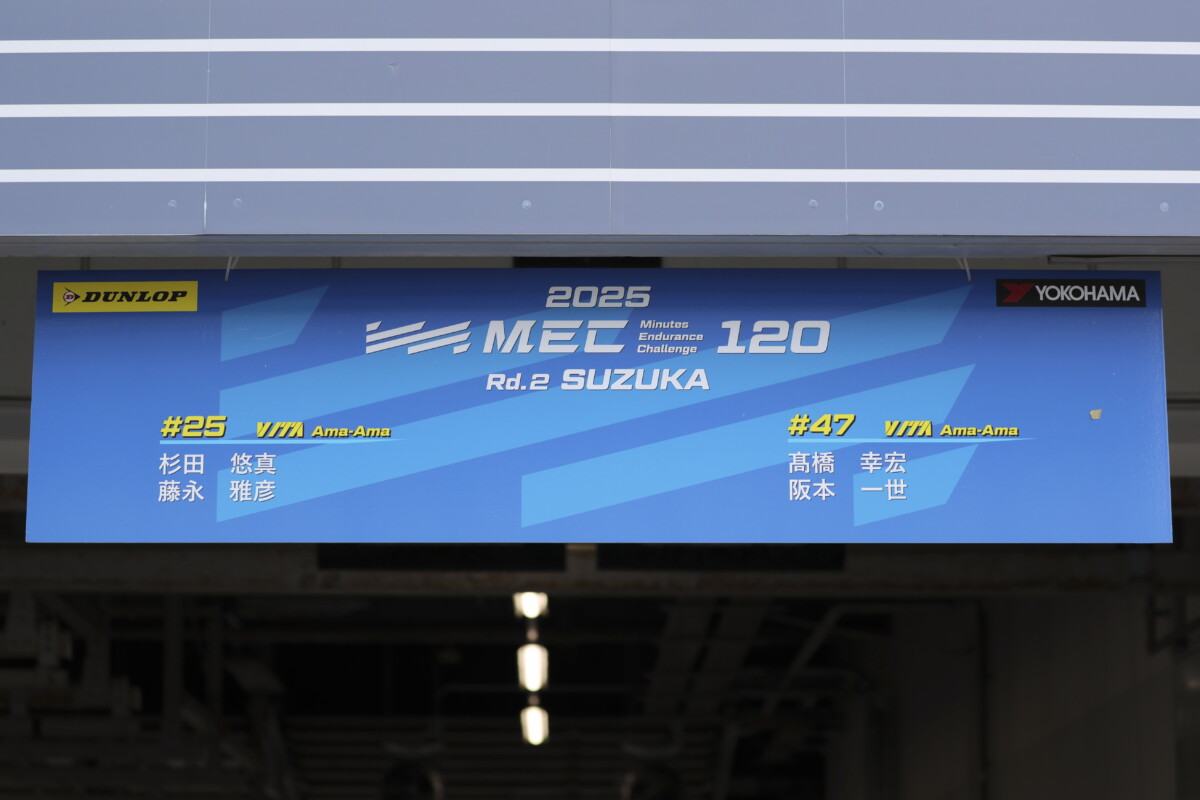 DUNLOP
YOKOHAMA
2025
MEC Minutes Endurance Challenge 120
Rd.2 SUZUKA
#25 VITA Ama-Ama
杉田 悠真
藤永 雅彦
#47 VITA Ama-Ama
髙橋 幸宏
阪本 一世